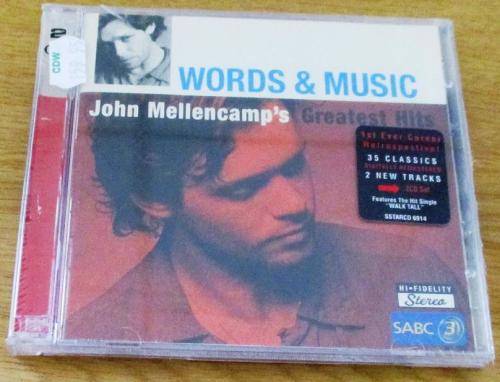 CDW
WORDS & MUSIC
John Mellencamp's Greatest Hits
1st Ever Career
Retrospective!
35 CLASSICS
DIGITALLY REMASTERED
2 NEW TRACKS
2CD Set
Features The Hit Single
"WALK TALL"
SSTARCD 6914
HI-FIDELITY
Stereo
SABC 3